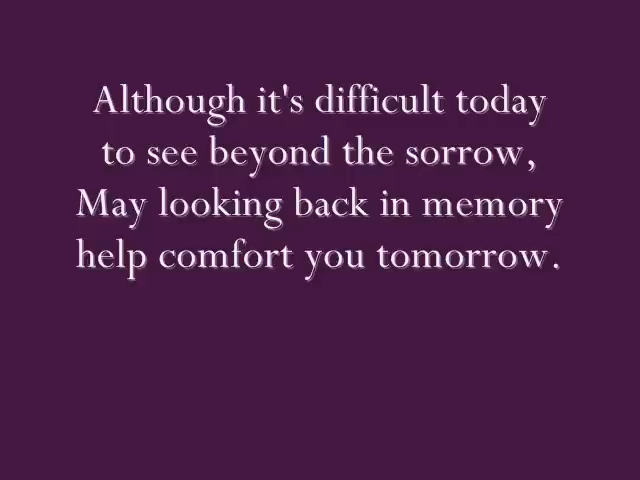 Although it's difficult today
to see beyond the sorrow,
May looking back in memory
help comfort you tomorrow.